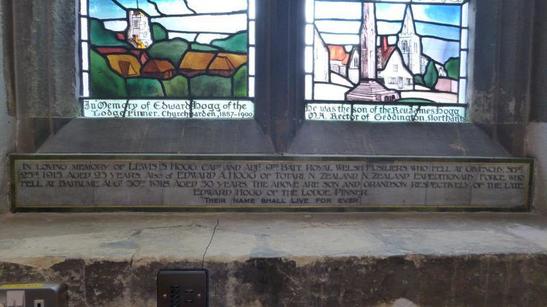 In Memory of Edward Hogg of the
Lodge Pinner. Churchwarden, 1887-1900
he was the son of the Rev James Hogg
M.A. Rector of Geddington. Northants
IN LOVING MEMORY OF LEWIS S. HOGG. CAPT AND ADJT 9TH BATT. ROYAL WELSH FUSILIERS WHO FELL AT GIVENCHY. SEPT
25TH 1915. AGED 23 YEARS. ALSO OF EDWARD A. HOGG OF TOTARI, N. ZEALAND N. ZEALAND EXPEDITIONARY FORCE, WHO
FELL AT BAPAUME AUGT 30TH 1918. AGED 30 YEARS. THE ABOVE ARE SON AND GRANDSON RESPECTIVELY OF THE LATE
EDWARD HOGG OF THE LODGE, PINNER.
"THEIR NAME SHALL LIVE FOR EVER"